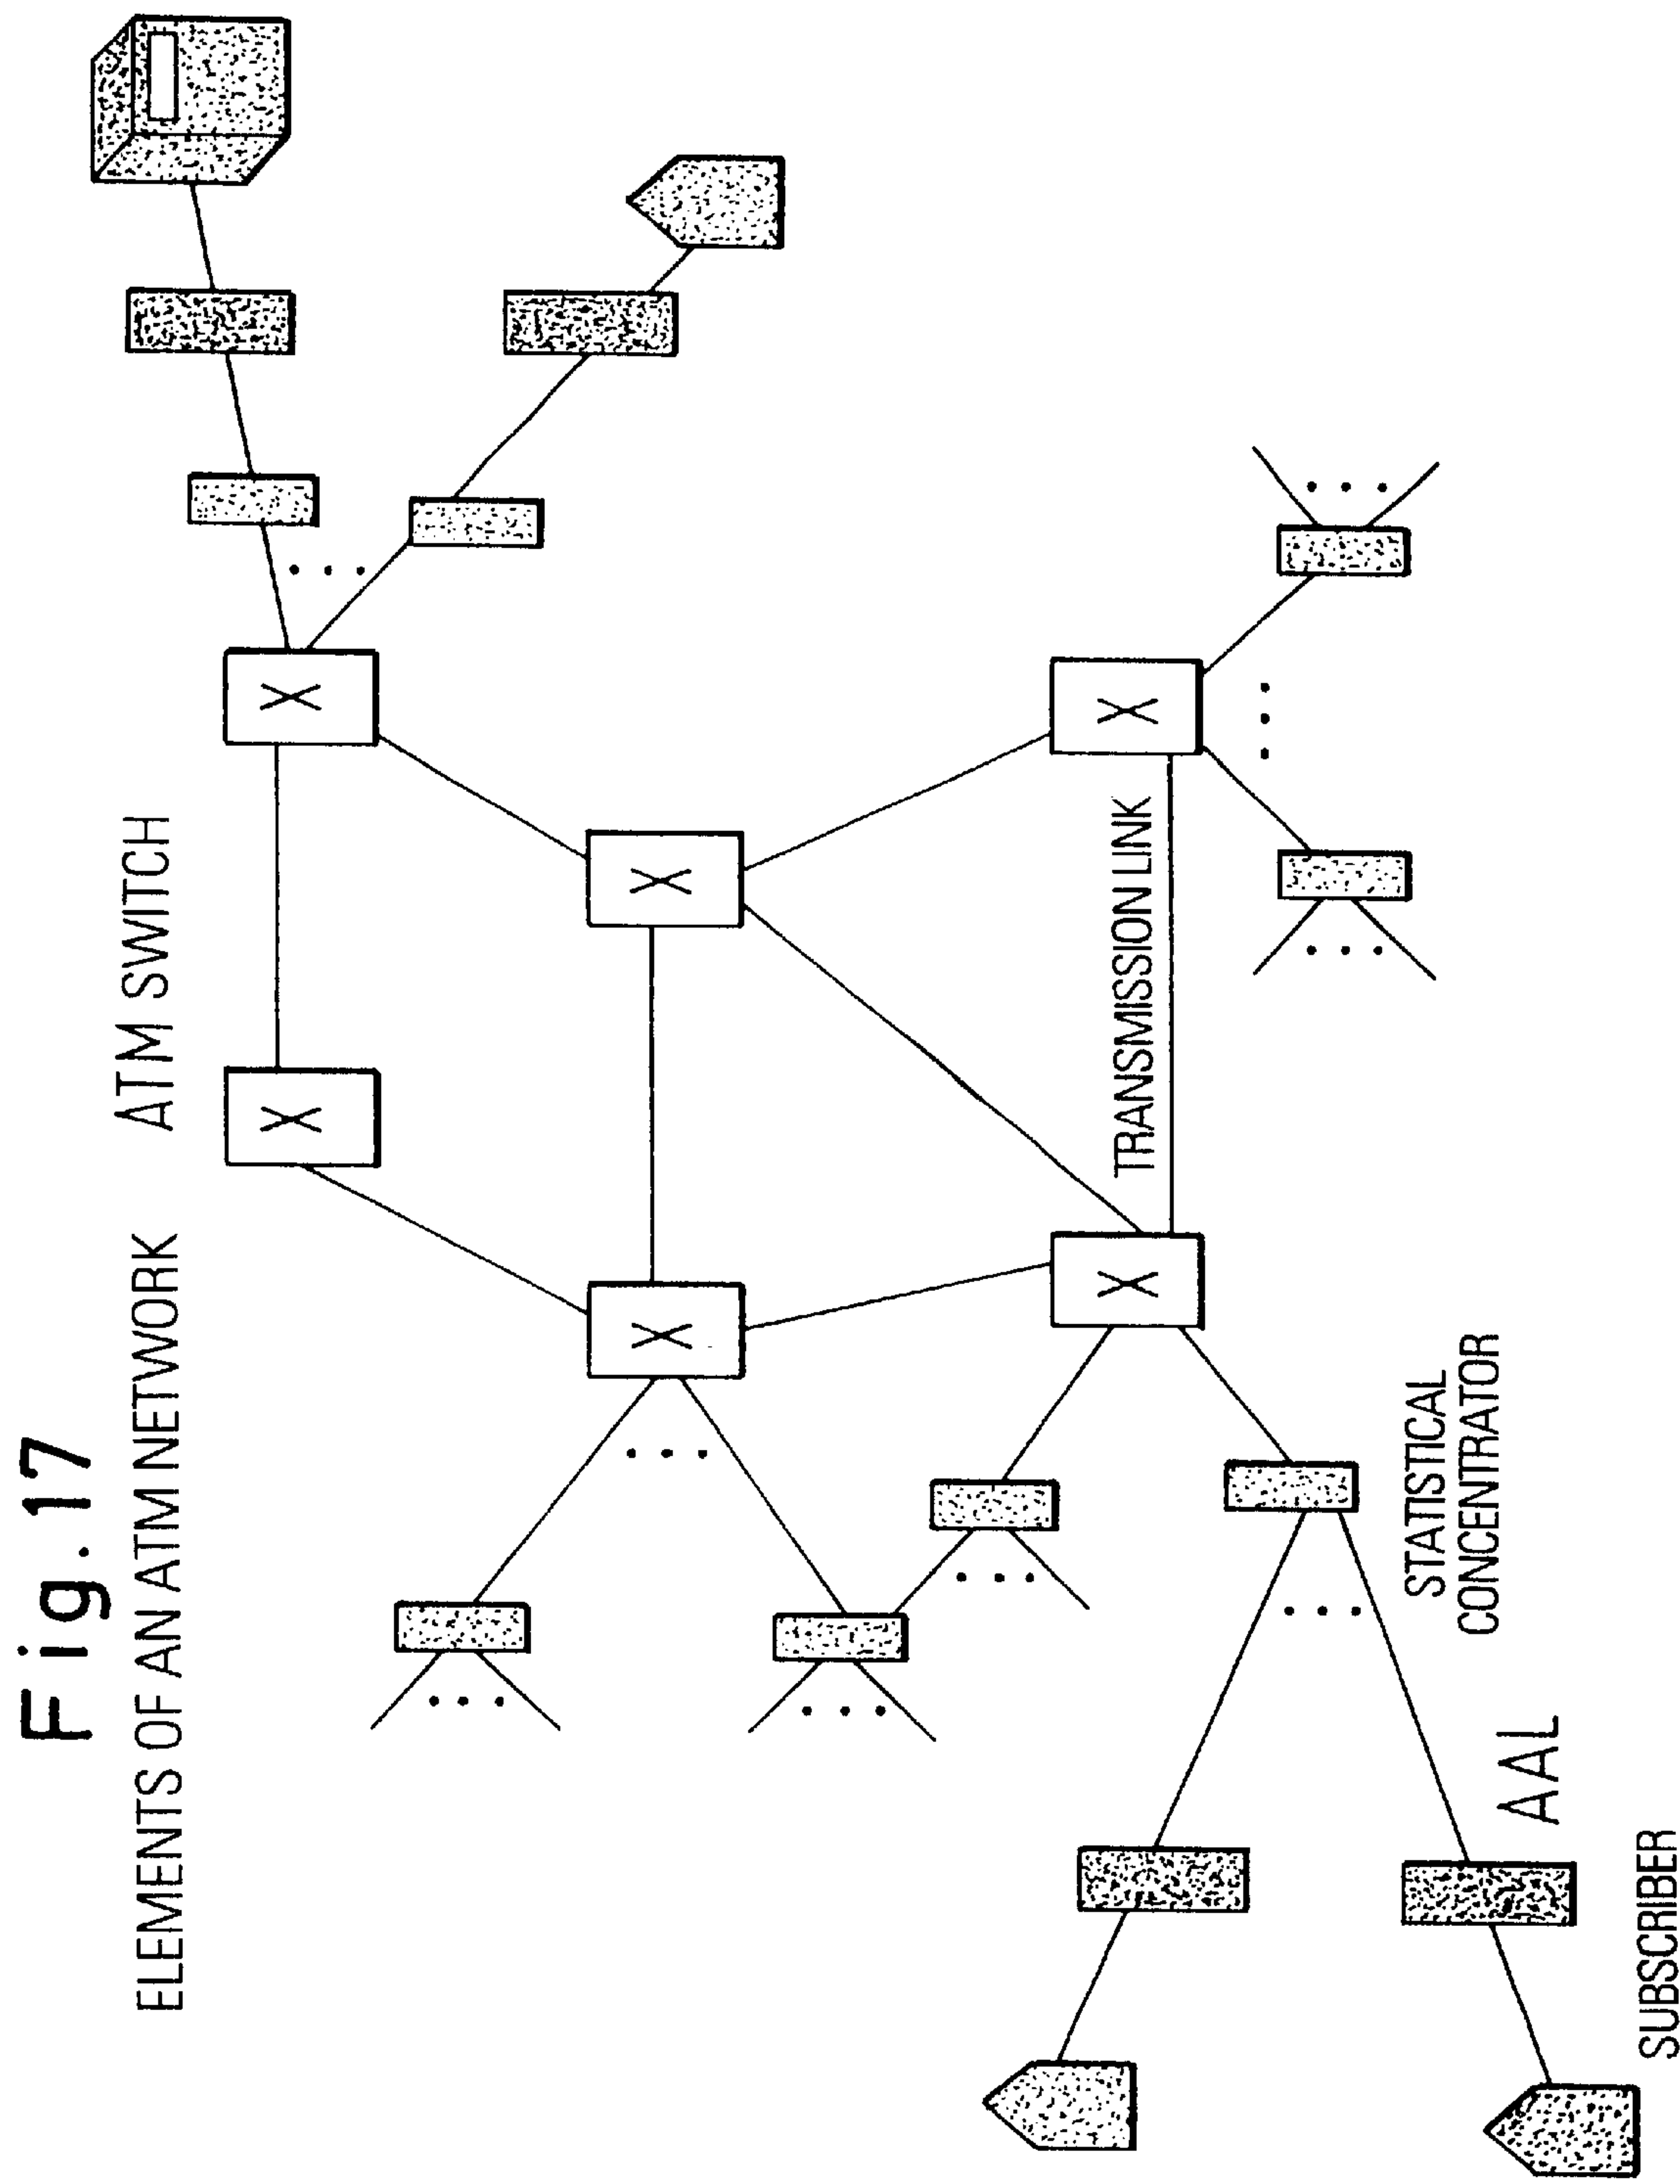 Fig.17
ELEMENTS OF AN ATM NETWORK
ATM SWITCH
X
X
X
X
TRANSMISSION LINK
X
X
STATISTICAL
CONCENTRATOR
AAL
SUBSCRIBER